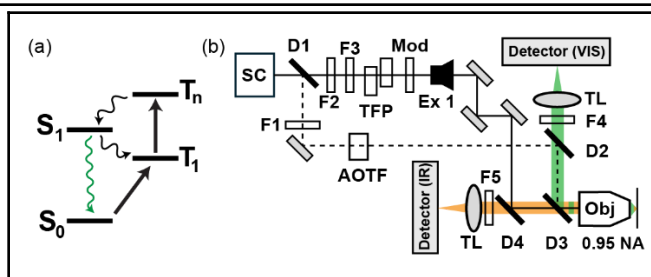 (a)
Tn
S1
T1
S0
(b)
SC
D1
F3
F2
TFP
Mod
Ex 1
F1
AOTF
Detector (VIS)
TL
F4
D2
Detector (IR)
F5
TL
D4
D3
Obj
0.95 NA